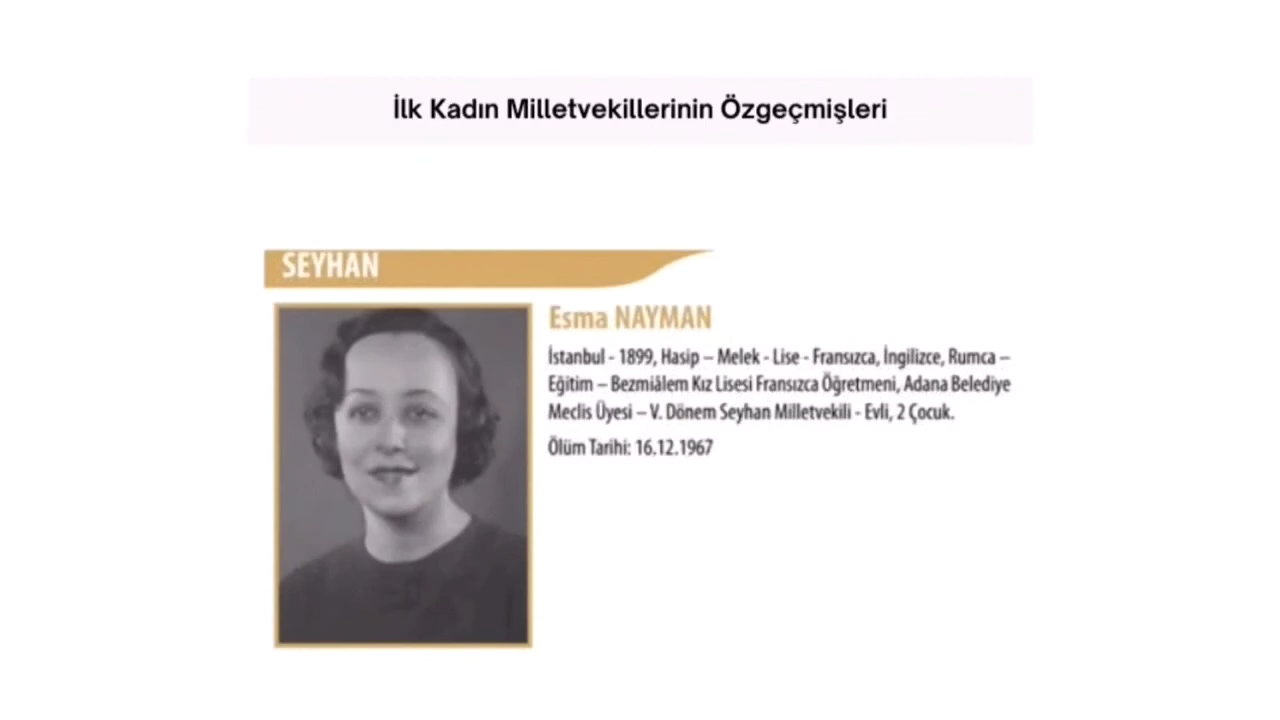 İlk Kadın Milletvekillerinin Özgeçmişleri
SEYHAN
Esma NAYMAN
İstanbul - 1899, Hasip – Melek - Lise - Fransızca, İngilizce, Rumca –
Eğitim – Bezmiâlem Kız Lisesi Fransızca Öğretmeni, Adana Belediye
Meclis Üyesi – V. Dönem Seyhan Milletvekili - Evli, 2 Çocuk.
Ölüm Tarihi: 16.12.1967